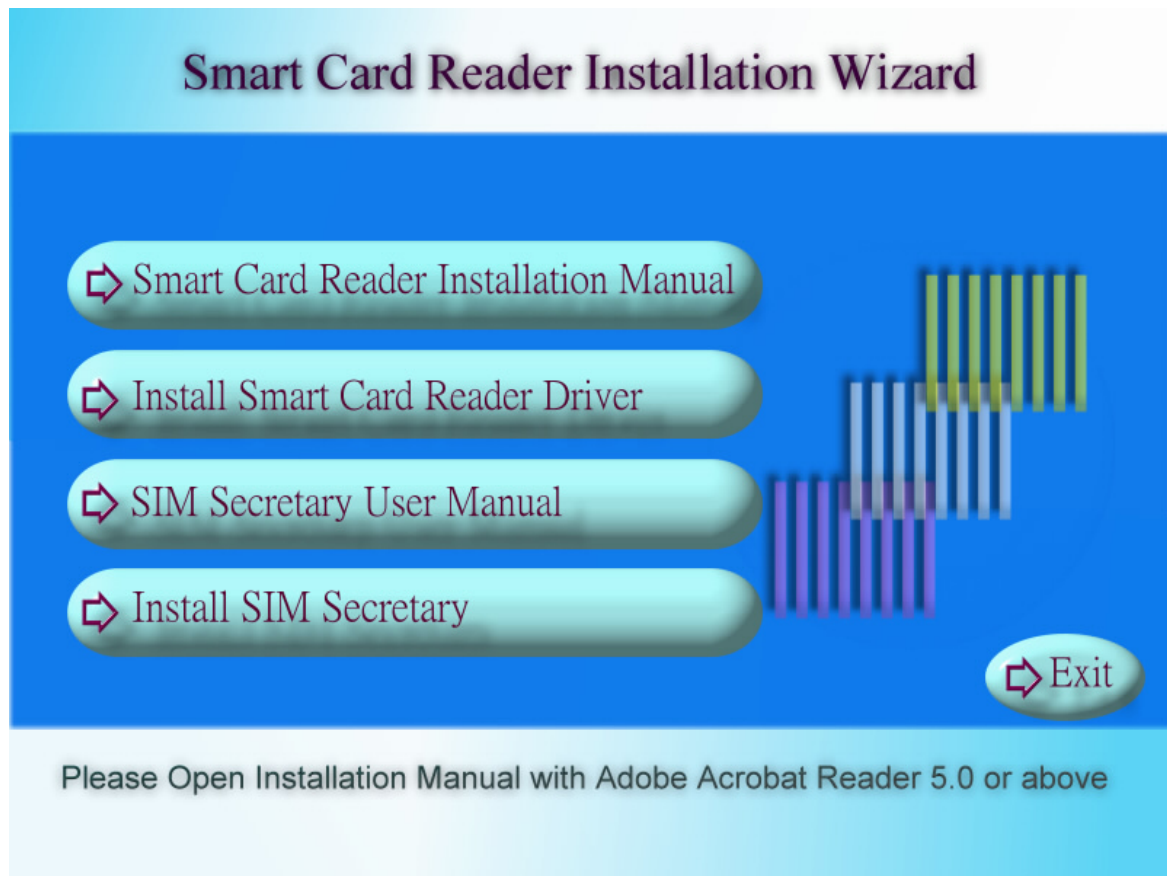 Smart Card Reader Installation Wizard
Smart Card Reader Installation Manual
Install Smart Card Reader Driver
SIM Secretary User Manual
Install SIM Secretary
Exit
Please Open Installation Manual with Adobe Acrobat Reader 5.0 or above